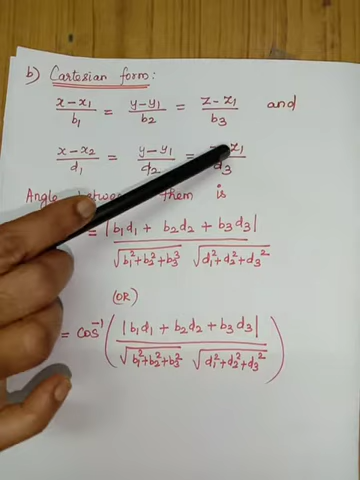 b) Cartesian form:
x-x₁/b₁ = y-y₁/b₂ = z-z₁/b₃ and
x-x₂/d₁ = y-y₁/d₂ = z₁/d₃
Angle between them is
= |b₁d₁ + b₂d₂ + b₃d₃| / √b₁²+b₂²+b₃² √d₁²+d₂²+d₃²
(OR)
= cos⁻¹ ( |b₁d₁ + b₂d₂ + b₃d₃| / √b₁²+b₂²+b₃² √d₁²+d₂²+d₃² )